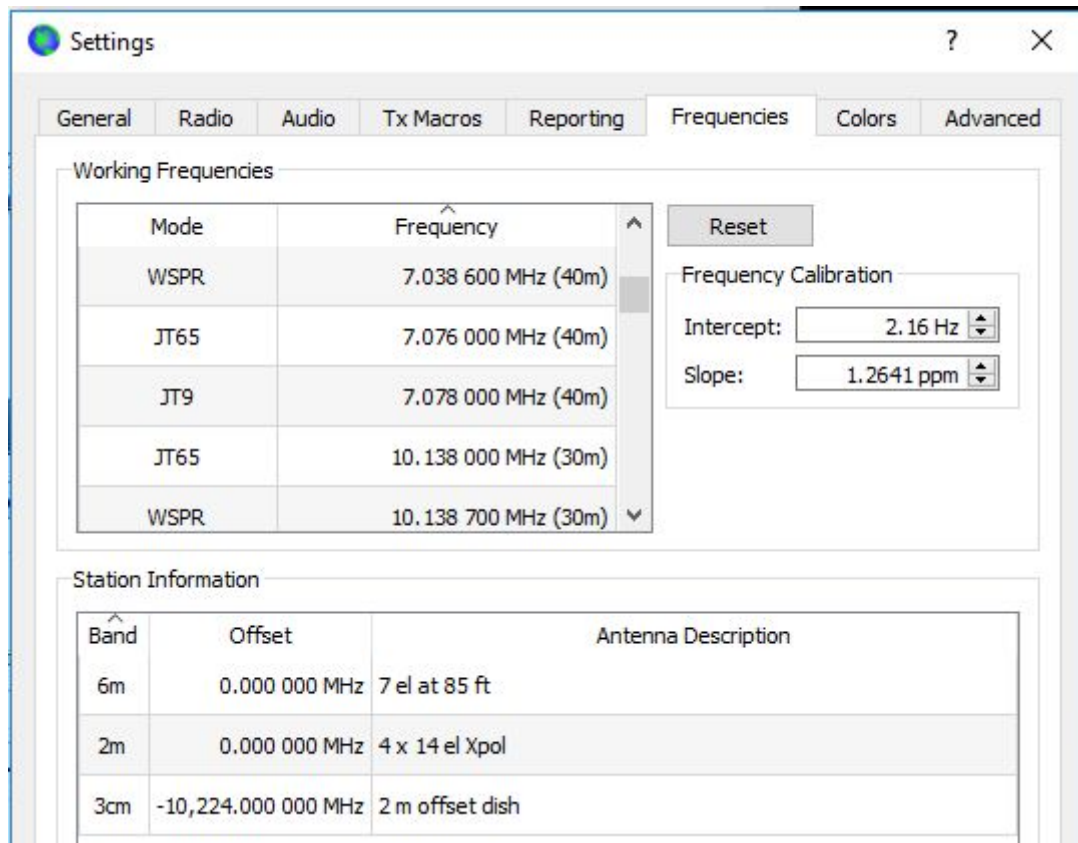 Settings ? ×
General Radio Audio Tx Macros Reporting Frequencies Colors Advanced
Working Frequencies
Mode Frequency
WSPR 7.038 600 MHz (40m)
JT65 7.076 000 MHz (40m)
JT9 7.078 000 MHz (40m)
JT65 10.138 000 MHz (30m)
WSPR 10.138 700 MHz (30m)
Reset
Frequency Calibration
Intercept: 2.16 Hz
Slope: 1.2641 ppm
Station Information
Band Offset Antenna Description
6m 0.000 000 MHz 7 el at 85 ft
2m 0.000 000 MHz 4 x 14 el Xpol
3cm -10,224.000 000 MHz 2 m offset dish